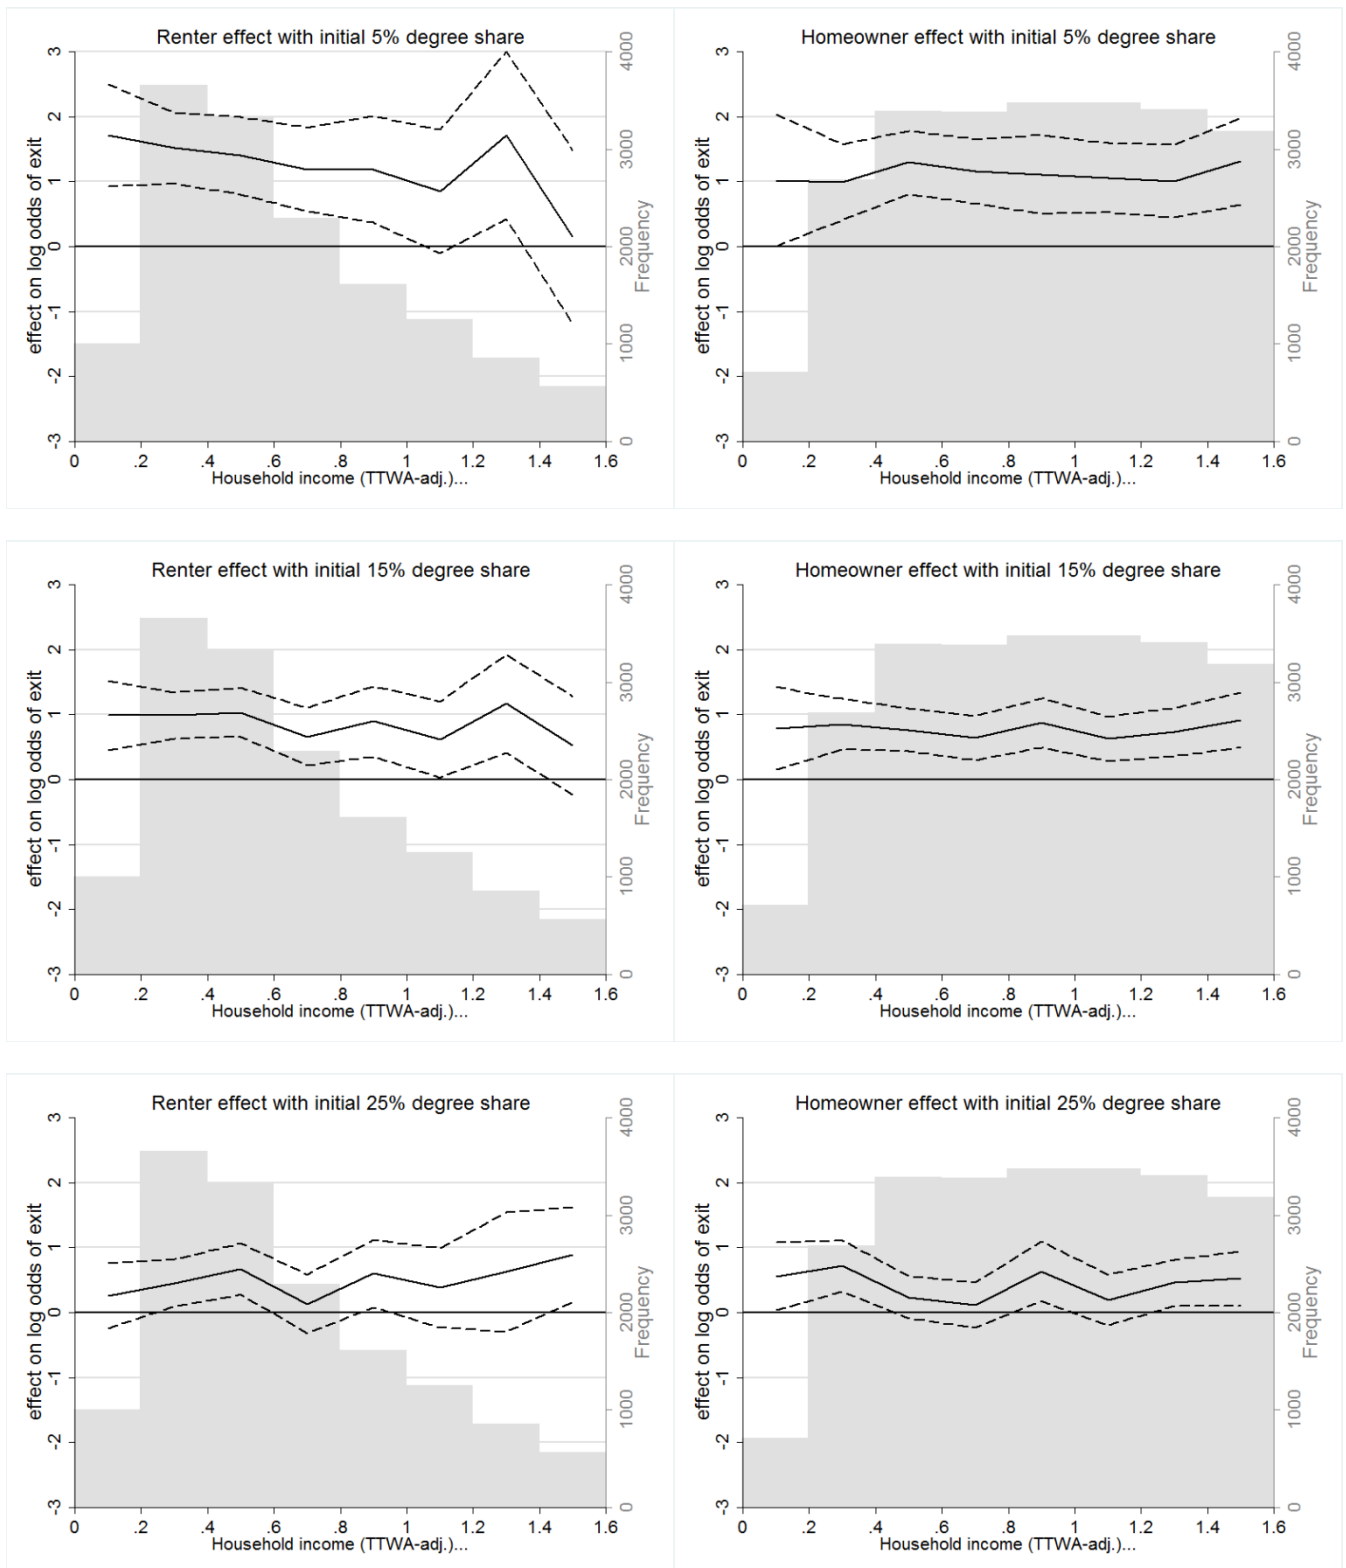 Renter effect with initial 5% degree share
effect on log odds of exit
3
2
1
0
-1
-2
-3
4000
3000
2000
1000
0
Frequency
0 .2 .4 .6 .8 1 1.2 1.4 1.6
Household income (TTWA-adj.)...
Homeowner effect with initial 5% degree share
effect on log odds of exit
3
2
1
0
-1
-2
-3
4000
3000
2000
1000
0
Frequency
0 .2 .4 .6 .8 1 1.2 1.4 1.6
Household income (TTWA-adj.)...
Renter effect with initial 15% degree share
effect on log odds of exit
3
2
1
0
-1
-2
-3
4000
3000
2000
1000
0
Frequency
0 .2 .4 .6 .8 1 1.2 1.4 1.6
Household income (TTWA-adj.)...
Homeowner effect with initial 15% degree share
effect on log odds of exit
3
2
1
0
-1
-2
-3
4000
3000
2000
1000
0
Frequency
0 .2 .4 .6 .8 1 1.2 1.4 1.6
Household income (TTWA-adj.)...
Renter effect with initial 25% degree share
effect on log odds of exit
3
2
1
0
-1
-2
-3
4000
3000
2000
1000
0
Frequency
0 .2 .4 .6 .8 1 1.2 1.4 1.6
Household income (TTWA-adj.)...
Homeowner effect with initial 25% degree share
effect on log odds of exit
3
2
1
0
-1
-2
-3
4000
3000
2000
1000
0
Frequency
0 .2 .4 .6 .8 1 1.2 1.4 1.6
Household income (TTWA-adj.)...